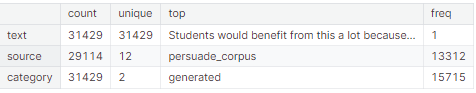 count unique top freq
text 31429 31429 Students would benefit from this a lot because... 1
source 29114 12 persuade_corpus 13312
category 31429 2 generated 15715